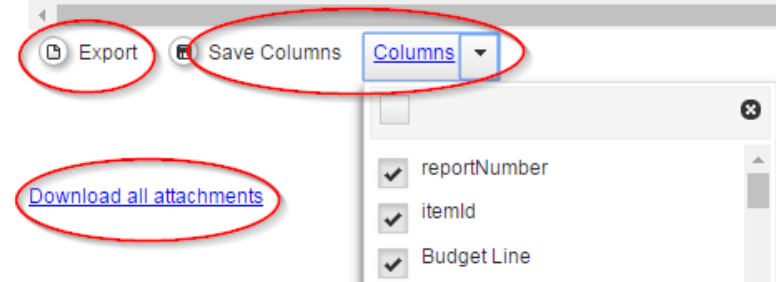 Export Save Columns Columns
reportNumber
Download all attachments
itemId
Budget Line